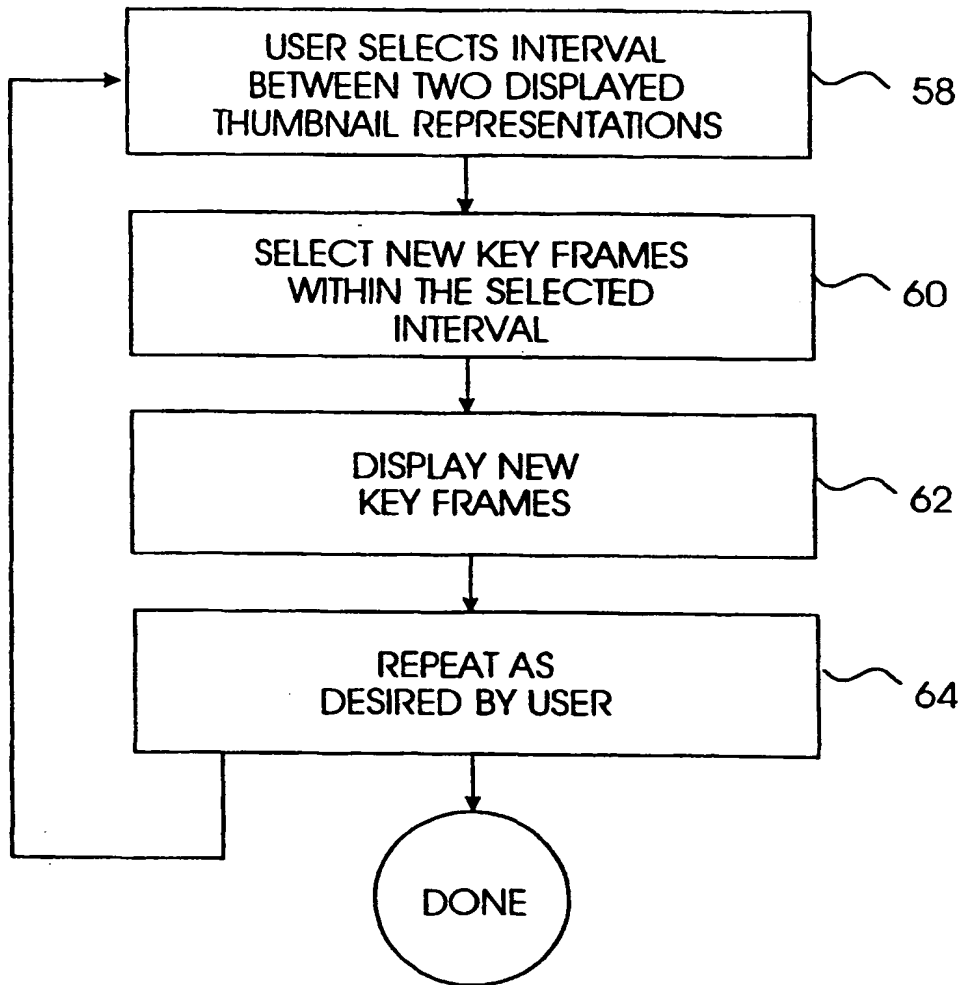 USER SELECTS INTERVAL
BETWEEN TWO DISPLAYED
THUMBNAIL REPRESENTATIONS
58
SELECT NEW KEY FRAMES
WITHIN THE SELECTED
INTERVAL
60
DISPLAY NEW
KEY FRAMES
62
REPEAT AS
DESIRED BY USER
64
DONE